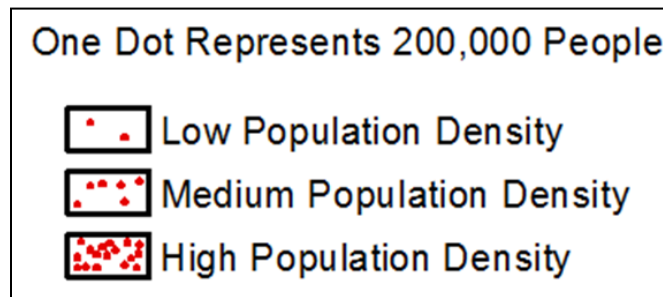 One Dot Represents 200,000 People
Low Population Density
Medium Population Density
High Population Density